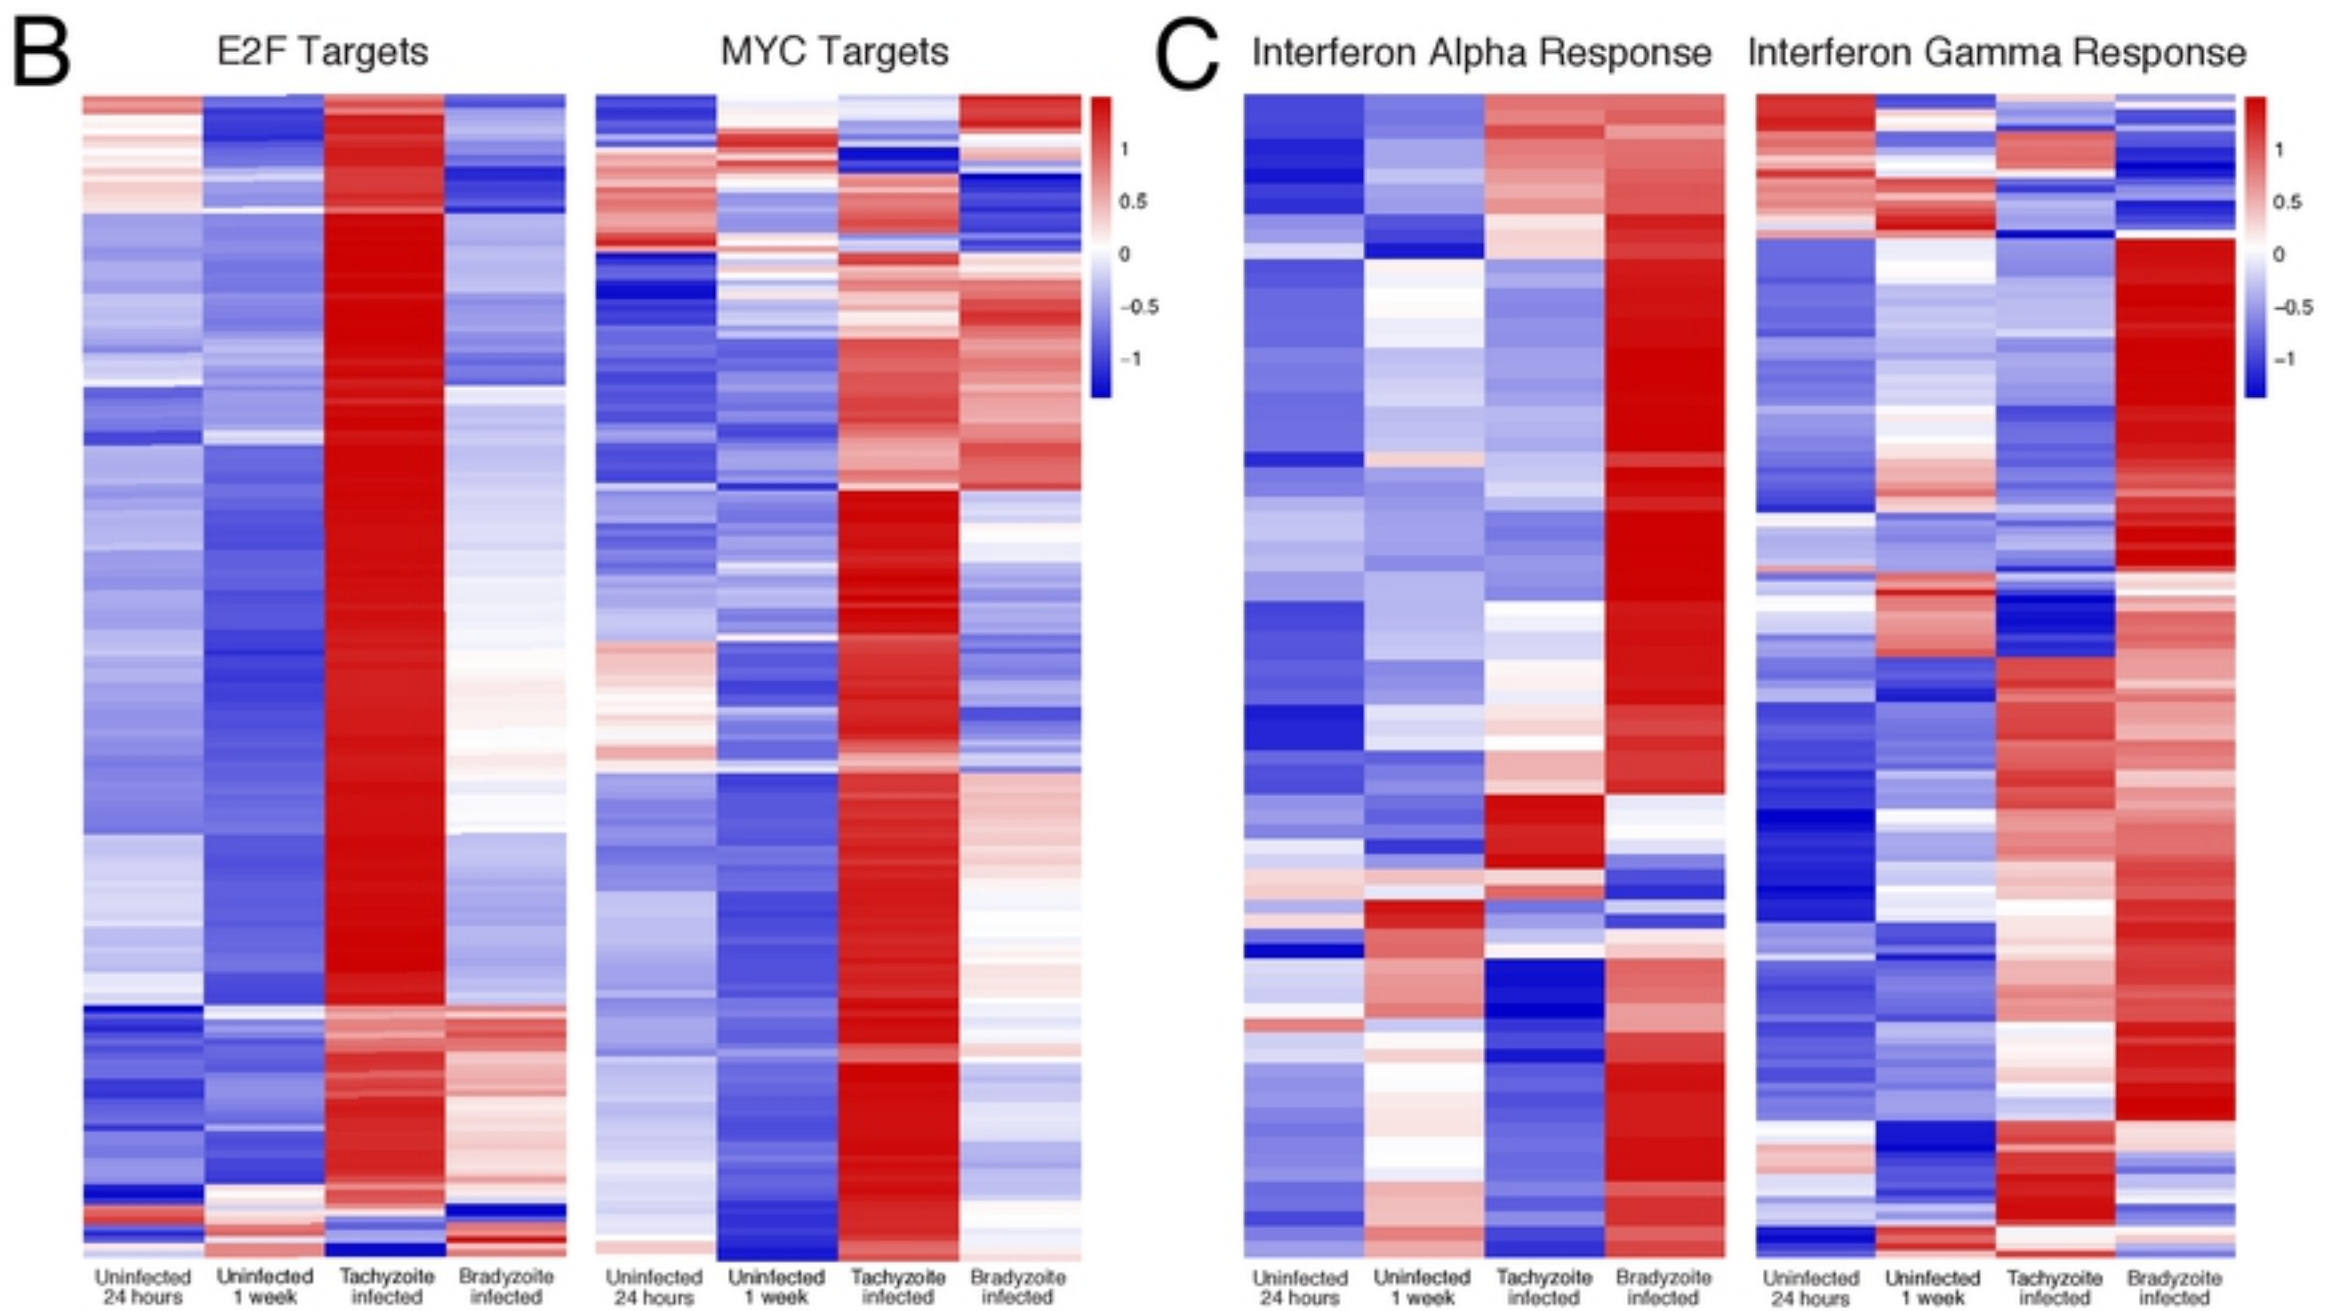 B
E2F Targets
MYC Targets
1
0.5
0
−0.5
−1
Uninfected
24 hours
Uninfected
1 week
Tachyzoite
infected
Bradyzoite
infected
Uninfected
24 hours
Uninfected
1 week
Tachyzoite
infected
Bradyzoite
infected
C
Interferon Alpha Response
Interferon Gamma Response
1
0.5
0
−0.5
−1
Uninfected
24 hours
Uninfected
1 week
Tachyzoite
infected
Bradyzoite
infected
Uninfected
24 hours
Uninfected
1 week
Tachyzoite
infected
Bradyzoite
infected